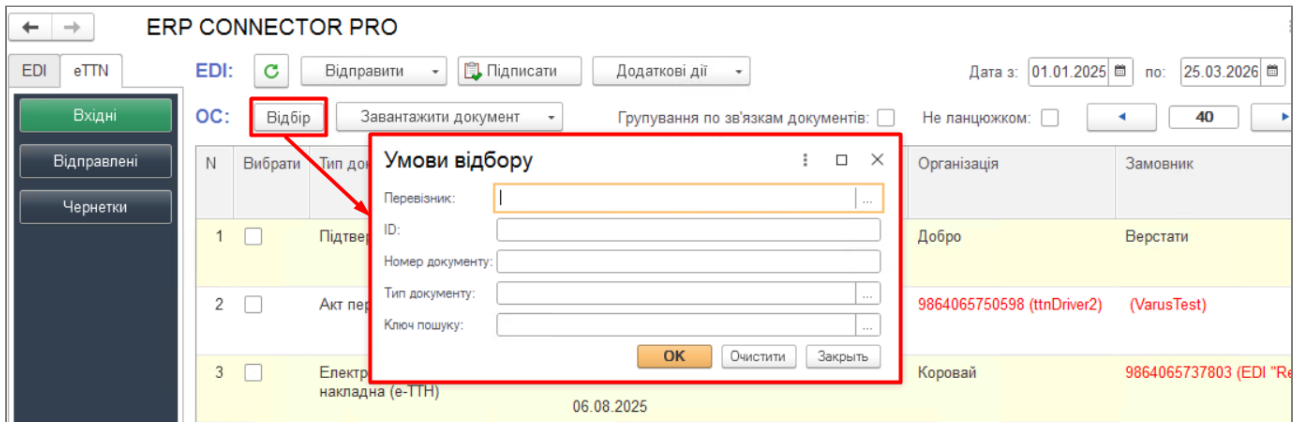 ERP CONNECTOR PRO
EDI eTTN EDI: Відправити Підписати Додаткові дії Дата з: 01.01.2025 по: 25.03.2026
Вхідні ОС: Відбір Завантажити документ Групування по зв'язкам документів: Не ланцюжком: 40
Відправлені
Чернетки
N Вибрати Тип док Організація Замовник
Умови відбору
Перевізник: ...
ID:
Номер документу:
Тип документу: ...
Ключ пошуку: ...
OK Очистити Закрыть
1 Підтвер Добро Верстати
2 Акт пер 9864065750598 (ttnDriver2) (VarusTest)
3 Електр Коровай 9864065737803 (EDI "Re
накладна (е-ТТН)
06.08.2025